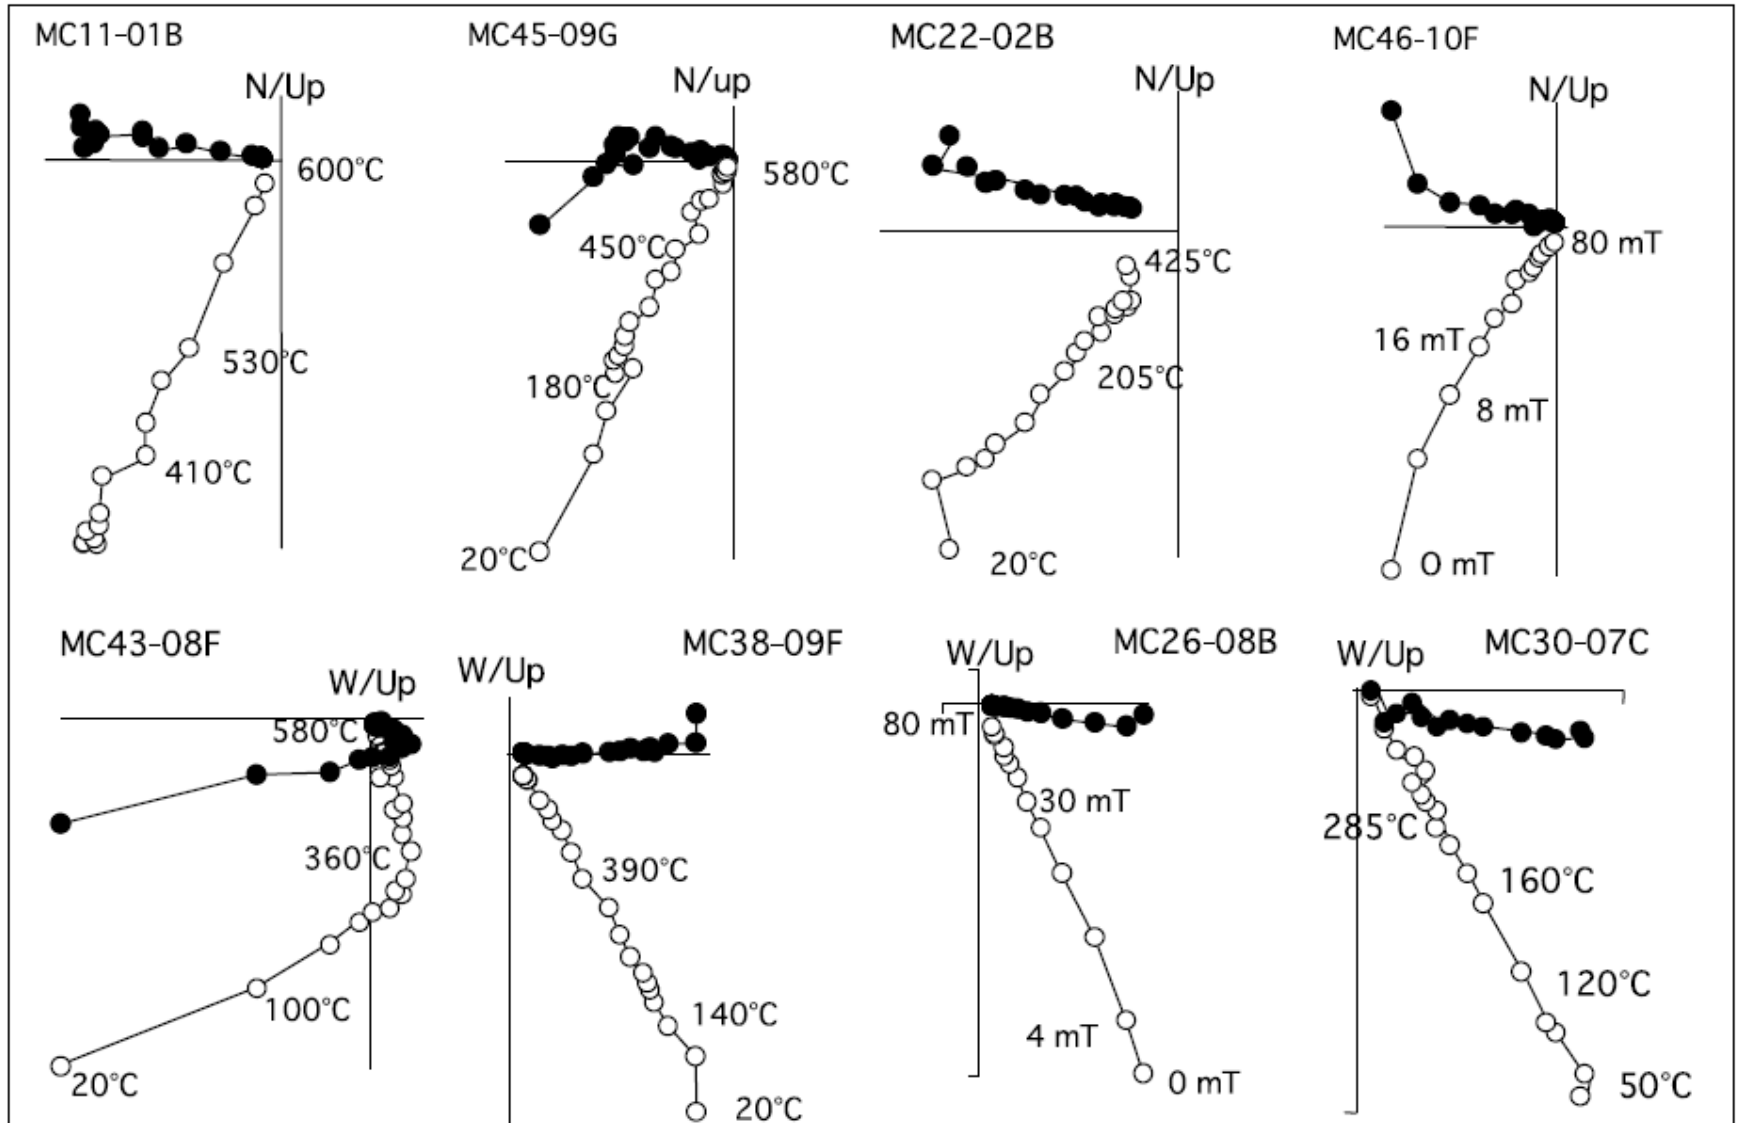 MC11-01B
N/Up
600°C
530°C
410°C
MC45-09G
N/up
580°C
450°C
180°C
20°C
MC22-02B
N/Up
425°C
205°C
20°C
MC46-10F
N/Up
80 mT
16 mT
8 mT
0 mT
MC43-08F
W/Up
580°C
360°C
100°C
20°C
MC38-09F
W/Up
390°C
140°C
20°C
MC26-08B
W/Up
80 mT
30 mT
4 mT
0 mT
MC30-07C
W/Up
285°C
160°C
120°C
50°C